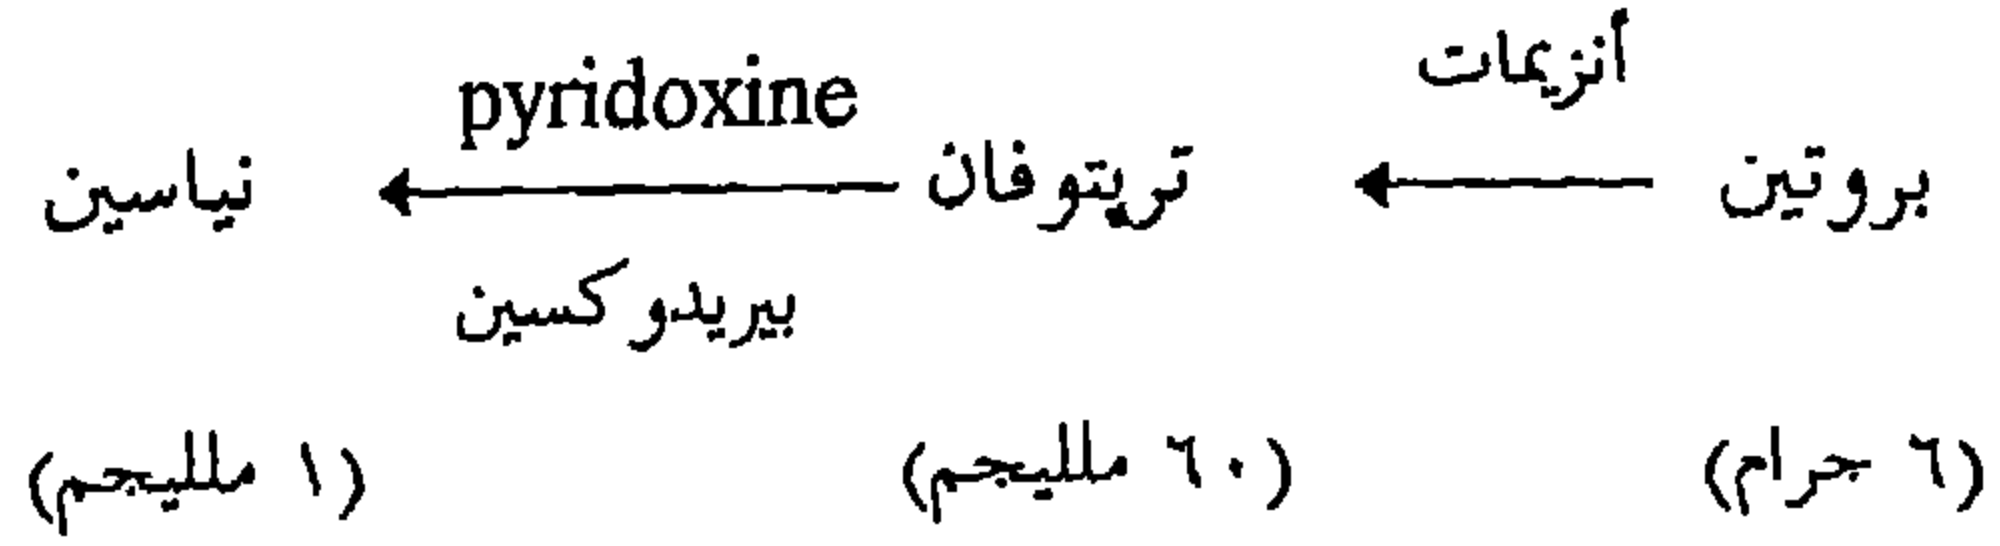 أنزيمات
pyridoxine
بروتين ← تريتوفان ← نياسين
بيريدوكسين
(٦ جرام) (٦٠ ملليجم) (١ ملليجم)